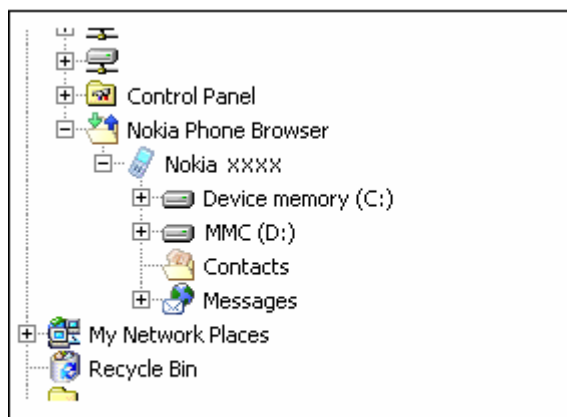 Control Panel
Nokia Phone Browser
Nokia xxxx
Device memory (C:)
MMC (D:)
Contacts
Messages
My Network Places
Recycle Bin